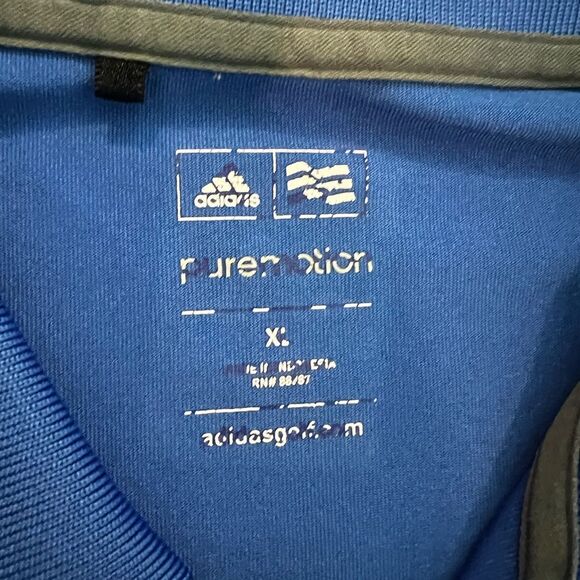 adidas
puremotion
XL
RN# 88387
adidasgolf.com